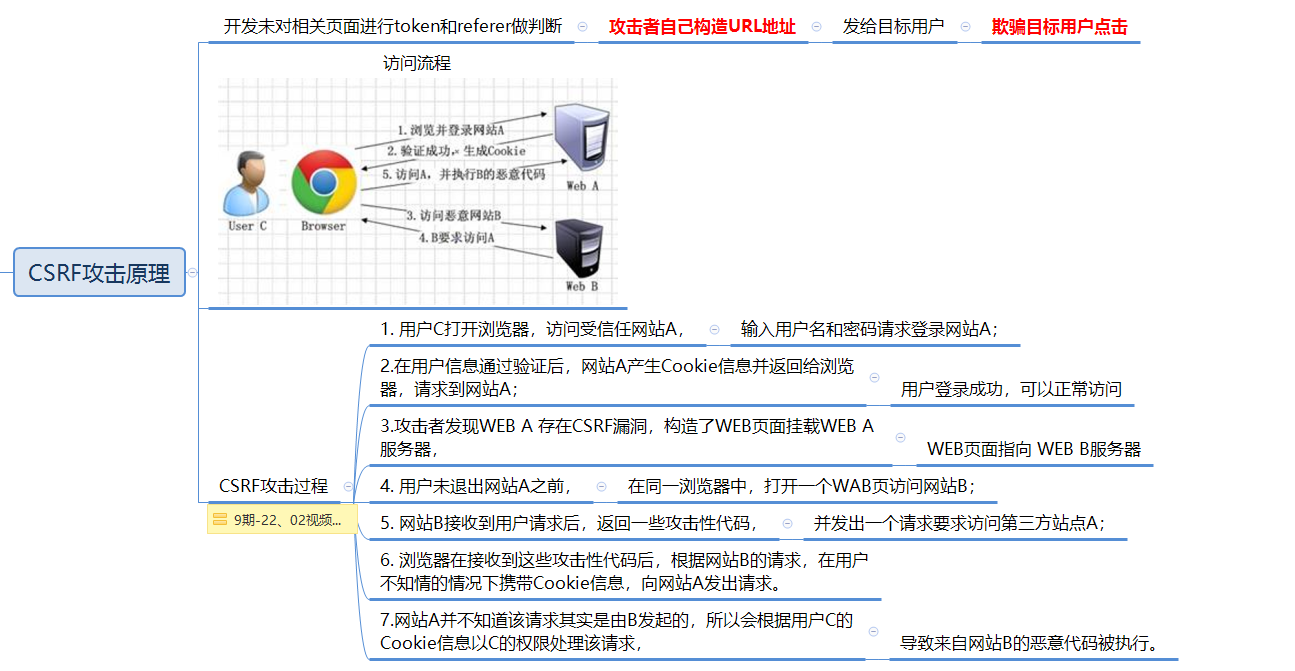 开发未对相关页面进行token和referer做判断
攻击者自己构造URL地址
发给目标用户
欺骗目标用户点击
访问流程
1. 浏览并登录网站A
2. 验证成功,× 生成Cookie
5. 访问A, 并执行B的恶意代码
Web A
3. 访问恶意网站B
User C
Browser
4. B要求访问A
Web B
CSRF攻击原理
1. 用户C打开浏览器，访问受信任网站A，
输入用户名和密码请求登录网站A；
2.在用户信息通过验证后，网站A产生Cookie信息并返回给浏览
器，请求到网站A；
用户登录成功，可以正常访问
3.攻击者发现WEB A 存在CSRF漏洞，构造了WEB页面挂载WEB A
服务器，
WEB页面指向 WEB B服务器
CSRF攻击过程
9期-22、02视频...
4. 用户未退出网站A之前，
在同一浏览器中，打开一个WAB页访问网站B；
5. 网站B接收到用户请求后，返回一些攻击性代码，
并发出一个请求要求访问第三方站点A；
6. 浏览器在接收到这些攻击性代码后，根据网站B的请求，在用户
不知情的情况下携带Cookie信息，向网站A发出请求。
7.网站A并不知道该请求其实是由B发起的，所以会根据用户C的
Cookie信息以C的权限处理该请求，
导致来自网站B的恶意代码被执行。